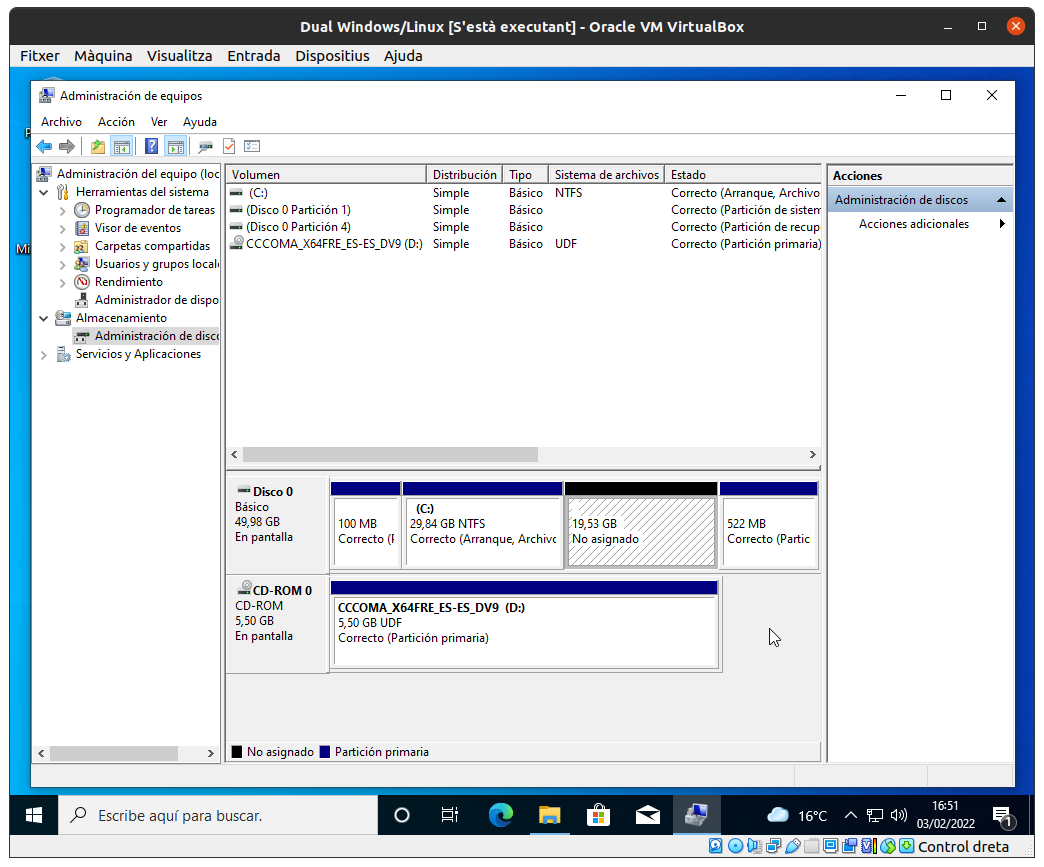 Dual Windows/Linux [S'està executant] - Oracle VM VirtualBox
Fitxer Màquina Visualitza Entrada Dispositius Ajuda
Administración de equipos
Archivo Acción Ver Ayuda
Administración del equipo (loc
Herramientas del sistema
Programador de tareas
Visor de eventos
Carpetas compartidas
Usuarios y grupos locale
Rendimiento
Administrador de dispo
Almacenamiento
Administración de disco
Servicios y Aplicaciones
Volumen Distribución Tipo Sistema de archivos Estado
(C:) Simple Básico NTFS Correcto (Arranque, Archivo
(Disco 0 Partición 1) Simple Básico Correcto (Partición de sistem
(Disco 0 Partición 4) Simple Básico Correcto (Partición de recup
CCCOMA_X64FRE_ES-ES_DV9 (D:) Simple Básico UDF Correcto (Partición primaria)
Disco 0
Básico
49,98 GB
En pantalla
100 MB
Correcto (P
(C:)
29,84 GB NTFS
Correcto (Arranque, Archivo
19,53 GB
No asignado
522 MB
Correcto (Partic
CD-ROM 0
CD-ROM
5,50 GB
En pantalla
CCCOMA_X64FRE_ES-ES_DV9 (D:)
5,50 GB UDF
Correcto (Partición primaria)
No asignado Partición primaria
Acciones
Administración de discos
Acciones adicionales
Mi
Escribe aquí para buscar.
16°C
16:51
03/02/2022
1
Control dreta